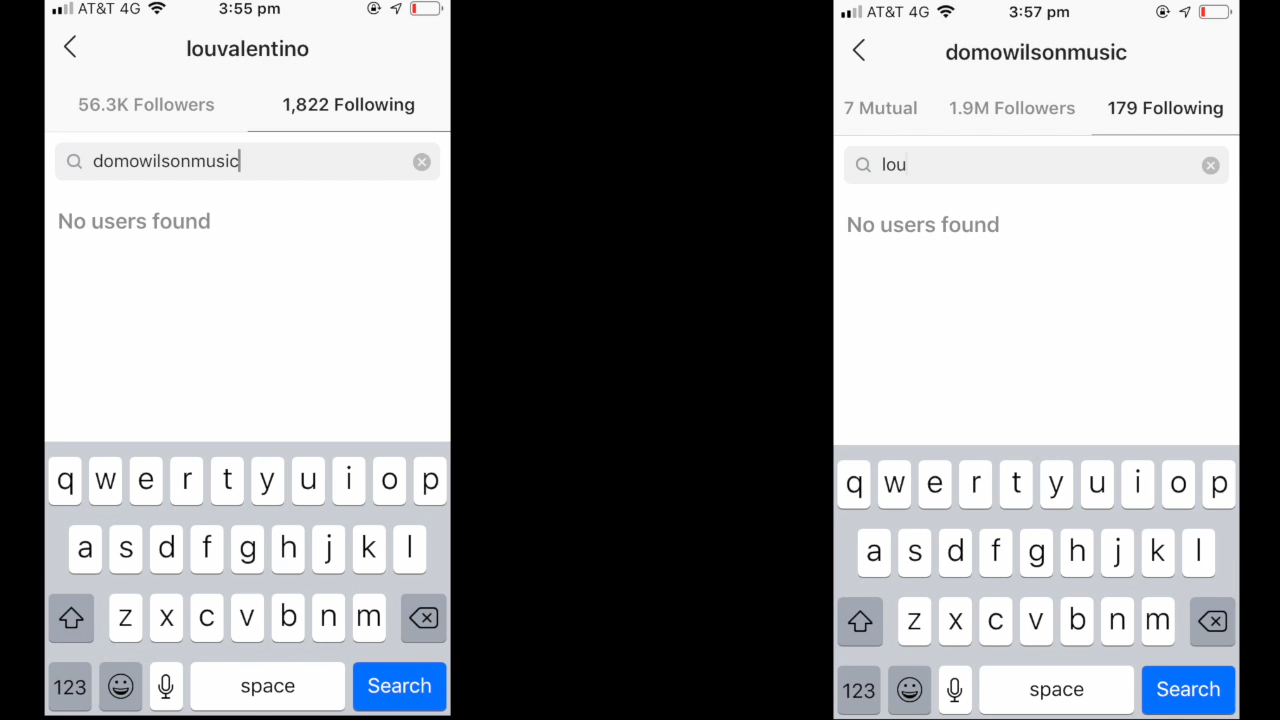 AT&T 4G 3:55 pm
louvalentino
56.3K Followers 1,822 Following
domowilsonmusic
No users found
q w e r t y u i o p
a s d f g h j k l
z x c v b n m
123 space Search
AT&T 4G 3:57 pm
domowilsonmusic
7 Mutual 1.9M Followers 179 Following
lou
No users found
q w e r t y u i o p
a s d f g h j k l
z x c v b n m
123 space Search